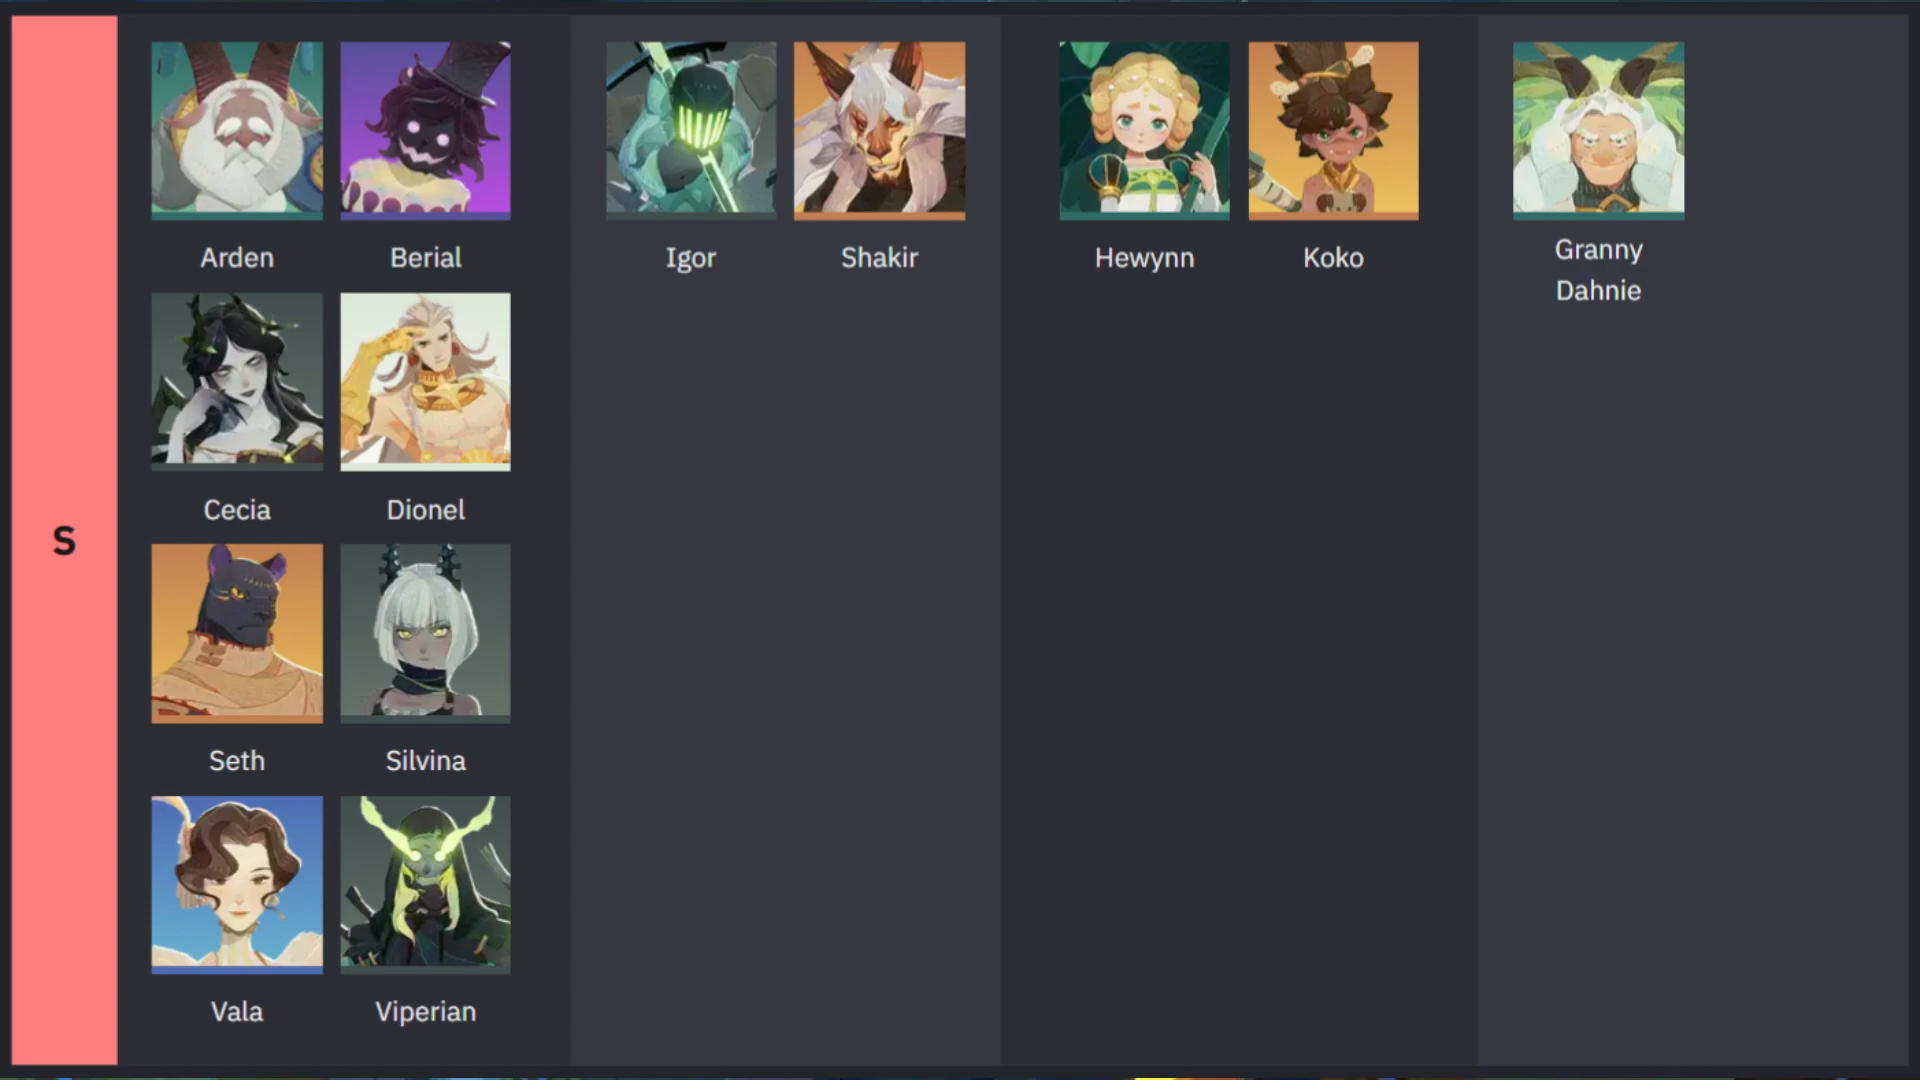 S
Arden
Berial
Igor
Shakir
Hewynn
Koko
Granny
Dahnie
Cecia
Dionel
Seth
Silvina
Vala
Viperian